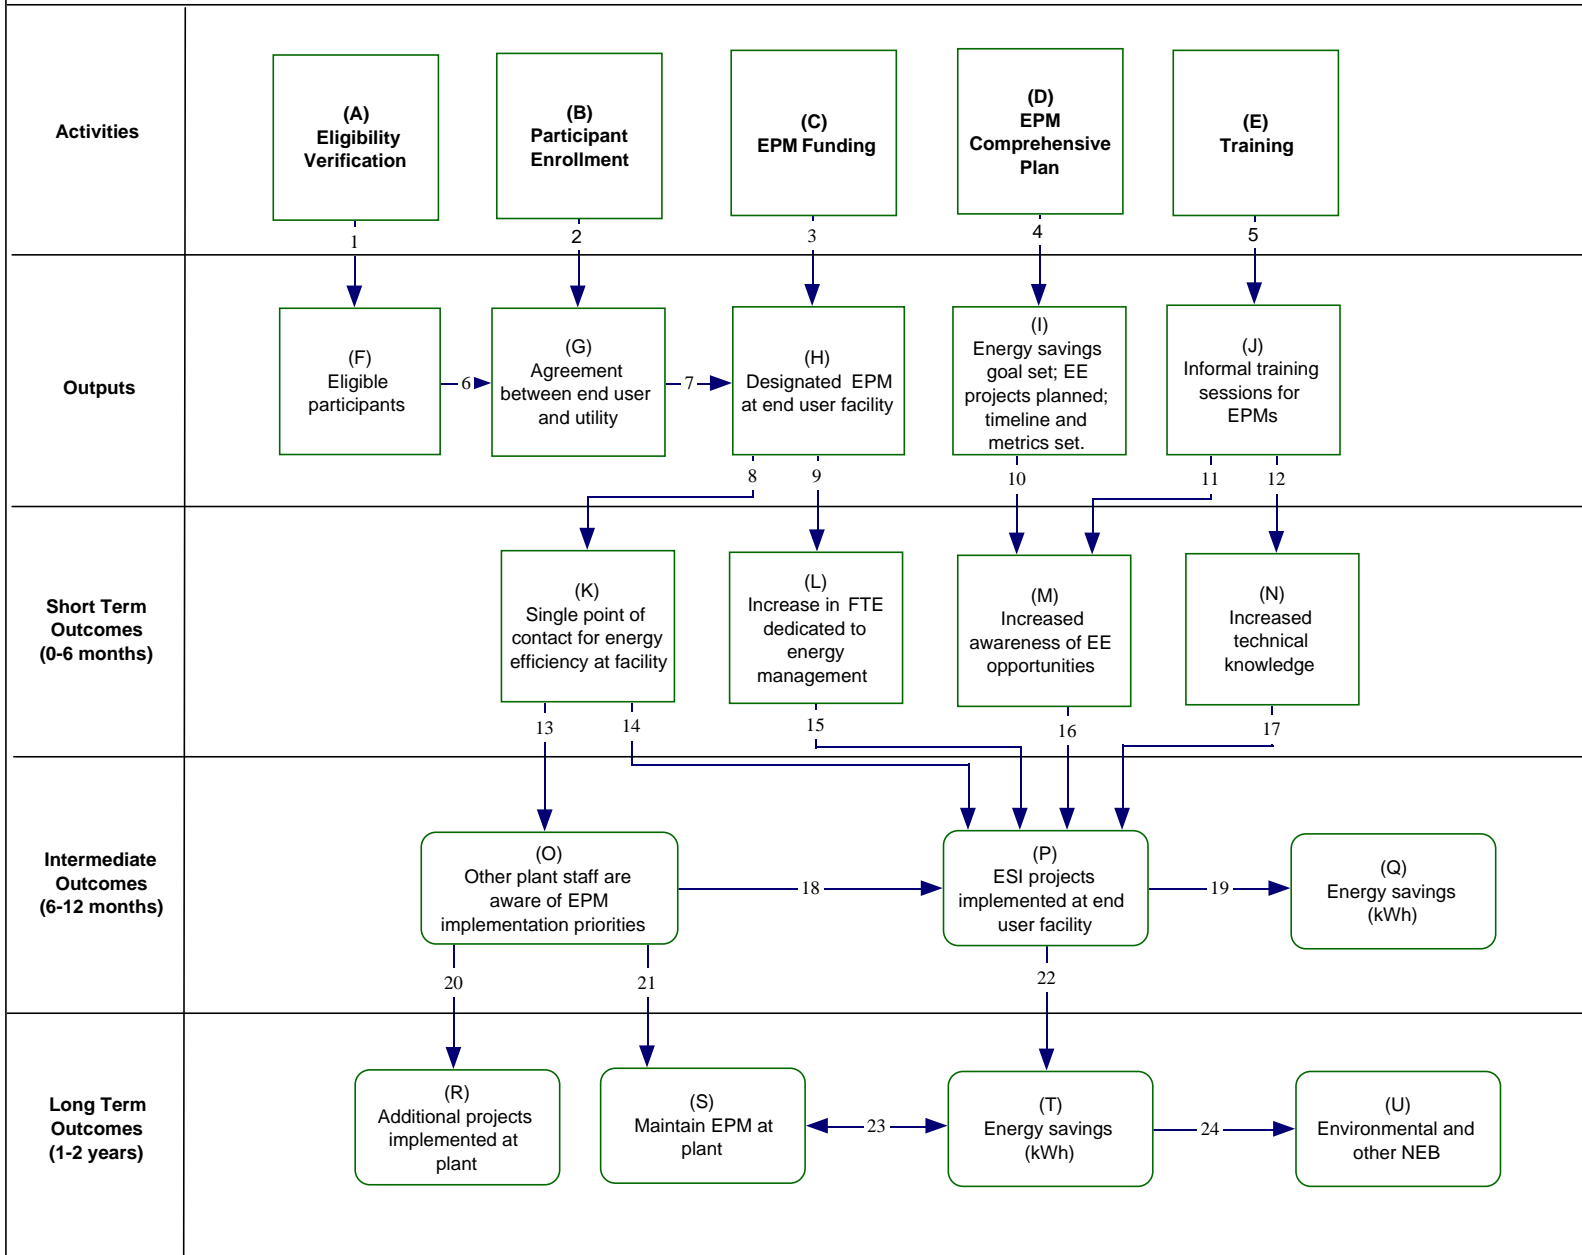 Activities
(A)
Eligibility
Verification
(B)
Participant
Enrollment
(C)
EPM Funding
(D)
EPM
Comprehensive
Plan
(E)
Training
1
2
3
4
5
Outputs
(F)
Eligible
participants
6
(G)
Agreement
between end user
and utility
7
(H)
Designated EPM
at end user facility
(I)
Energy savings
goal set; EE
projects planned;
timeline and
metrics set.
(J)
Informal training
sessions for
EPMs
8
9
10
11
12
Short Term
Outcomes
(0-6 months)
(K)
Single point of
contact for energy
efficiency at facility
(L)
Increase in FTE
dedicated to
energy
management
(M)
Increased
awareness of EE
opportunities
(N)
Increased
technical
knowledge
13
14
15
16
17
Intermediate
Outcomes
(6-12 months)
(O)
Other plant staff are
aware of EPM
implementation priorities
18
(P)
ESI projects
implemented at end
user facility
19
(Q)
Energy savings
(kWh)
20
21
22
Long Term
Outcomes
(1-2 years)
(R)
Additional projects
implemented at
plant
(S)
Maintain EPM at
plant
23
(T)
Energy savings
(kWh)
24
(U)
Environmental and
other NEB